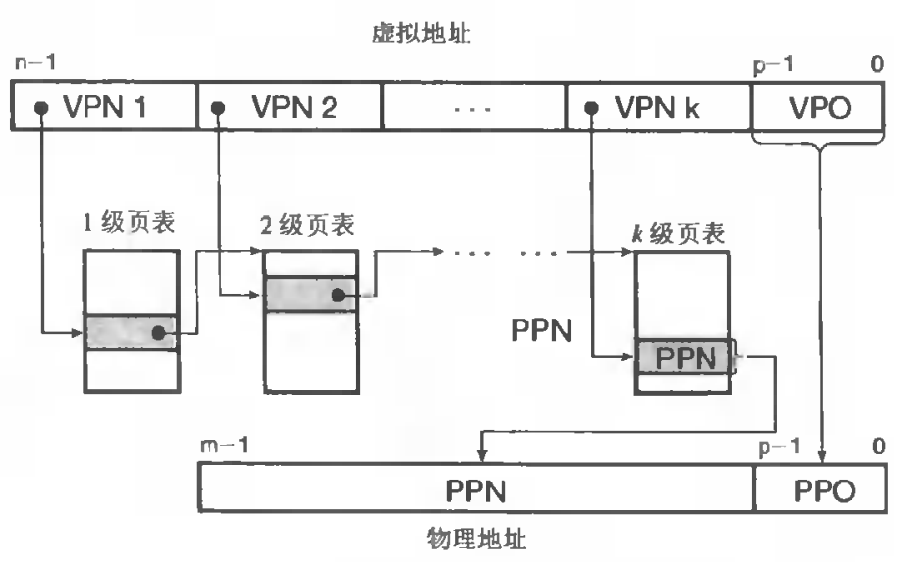 虚拟地址
n-1 p-1 0
VPN 1 VPN 2 ... VPN k VPO
1 级页表 2 级页表 k 级页表
... ...
PPN
PPN
m-1 p-1 0
PPN PPO
物理地址